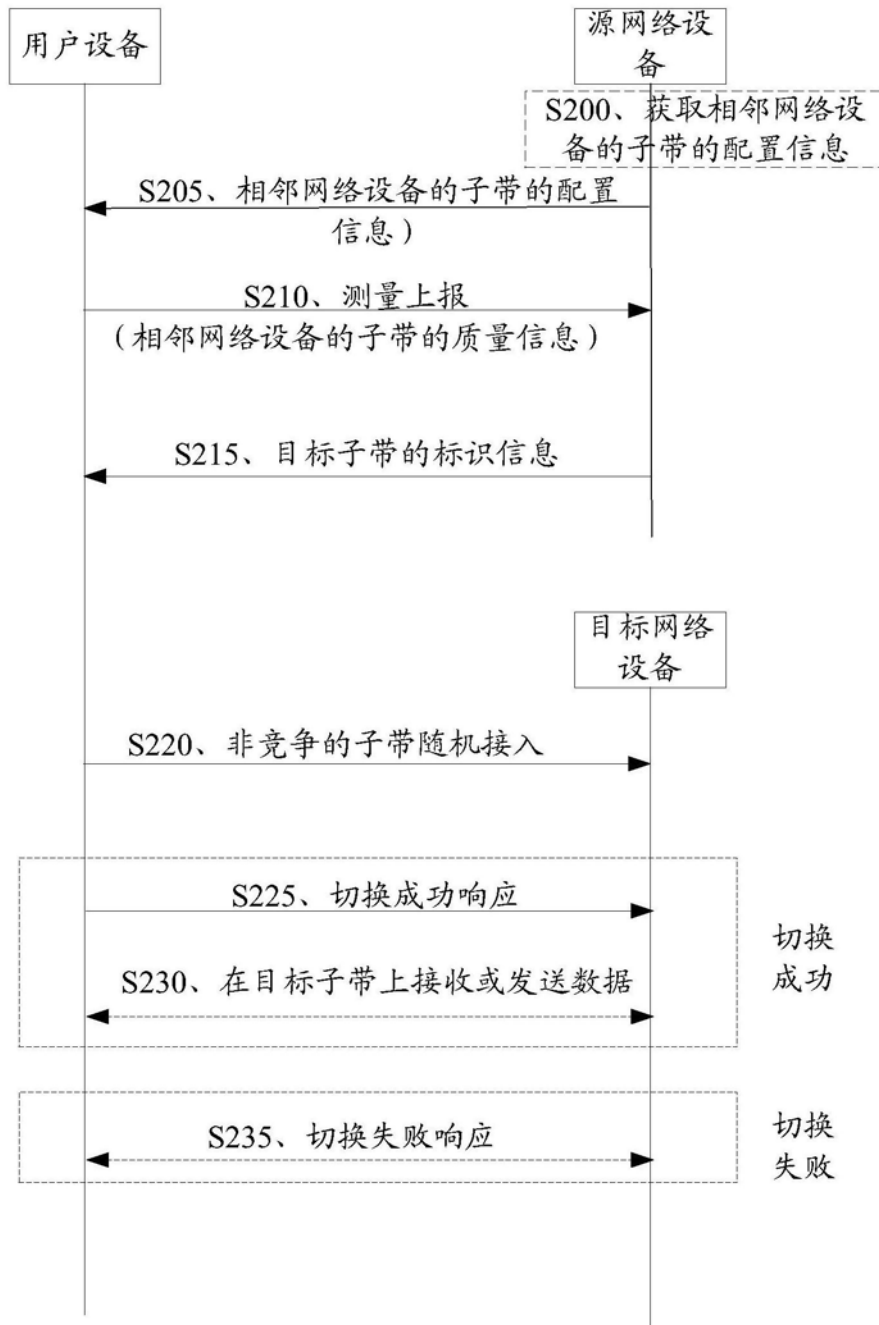 用户设备
源网络设
备
S200、获取相邻网络设
备的子带的配置信息
S205、相邻网络设备的子带的配置
信息）
S210、测量上报
（相邻网络设备的子带的质量信息）
S215、目标子带的标识信息
目标网络
设备
S220、非竞争的子带随机接入
S225、切换成功响应
S230、在目标子带上接收或发送数据
切换
成功
S235、切换失败响应
切换
失败